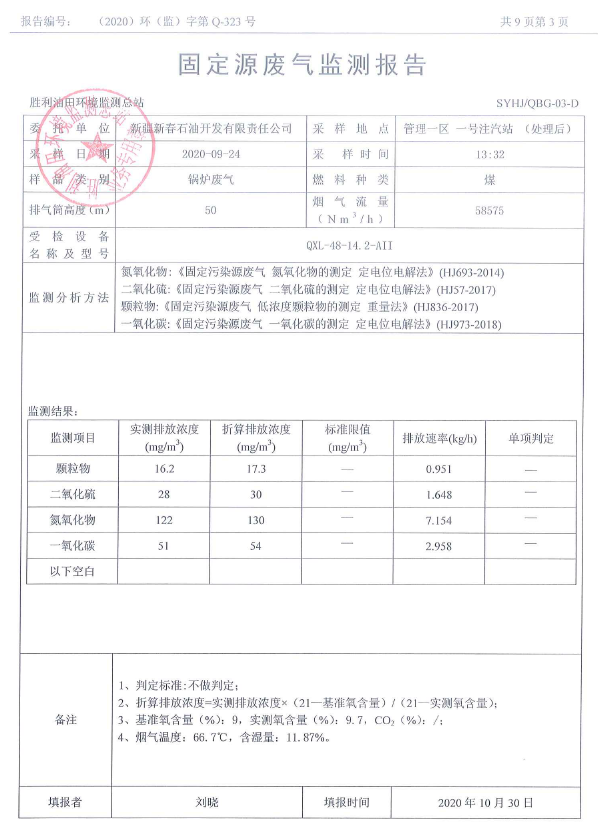 报告编号： （2020）环（监）字第 Q-323 号 共 9 页第 3 页
固定源废气监测报告
胜利油田环境监测总站 SYHJ/QBG-03-D
委托单位 新疆新春石油开发有限责任公司 采样地点 管理一区 一号注汽站 （处理后）
采样日期 2020-09-24 采样时间 13:32
样品类别 锅炉废气 燃料种类 煤
排气筒高度(m) 50 烟气流量（Nm³/h） 58575
受检设备名称及型号 QXL-48-14.2-AII
监测分析方法
氮氧化物:《固定污染源废气 氮氧化物的测定 定电位电解法》(HJ693-2014)
二氧化硫:《固定污染源废气 二氧化硫的测定 定电位电解法》(HJ57-2017)
颗粒物:《固定污染源废气 低浓度颗粒物的测定 重量法》(HJ836-2017)
一氧化碳:《固定污染源废气 一氧化碳的测定 定电位电解法》(HJ973-2018)
监测结果:
监测项目 实测排放浓度(mg/m³) 折算排放浓度(mg/m³) 标准限值(mg/m³) 排放速率(kg/h) 单项判定
颗粒物 16.2 17.3 — 0.951 —
二氧化硫 28 30 — 1.648 —
氮氧化物 122 130 — 7.154 —
一氧化碳 51 54 — 2.958 —
以下空白
备注
1、判定标准:不做判定；
2、折算排放浓度=实测排放浓度×（21—基准氧含量）/（21—实测氧含量）；
3、基准氧含量（%）：9，实测氧含量（%）：9.7，CO₂（%）：/；
4、烟气温度：66.7℃，含湿量：11.87%。
填报者 刘晓 填报时间 2020 年 10 月 30 日